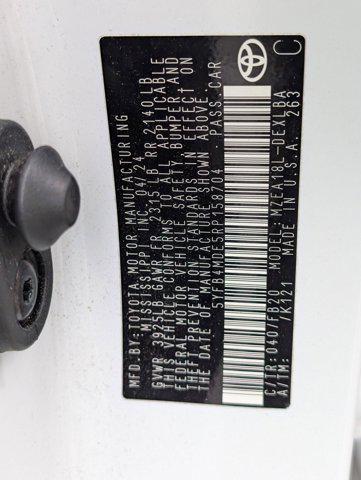 MFD. BY: TOYOTA MOTOR MANUFACTURING
MISSISSIPPI INC. 04/24
GVWR 3925LB GAWR FR 2315LB RR 2140LB
THIS VEHICLE CONFORMS TO ALL APPLICABLE
FEDERAL MOTOR VEHICLE SAFETY, BUMPER, AND
THEFT PREVENTION STANDARDS IN EFFECT ON
THE DATE OF MANUFACTURE SHOWN ABOVE.
5YFB4MDE5RP158704 PASS. CAR
C/TR: 040/FB20 MODEL: MZEA18L-DEXLBA
A/TM: /K121 MADE IN U.S.A. 263
C